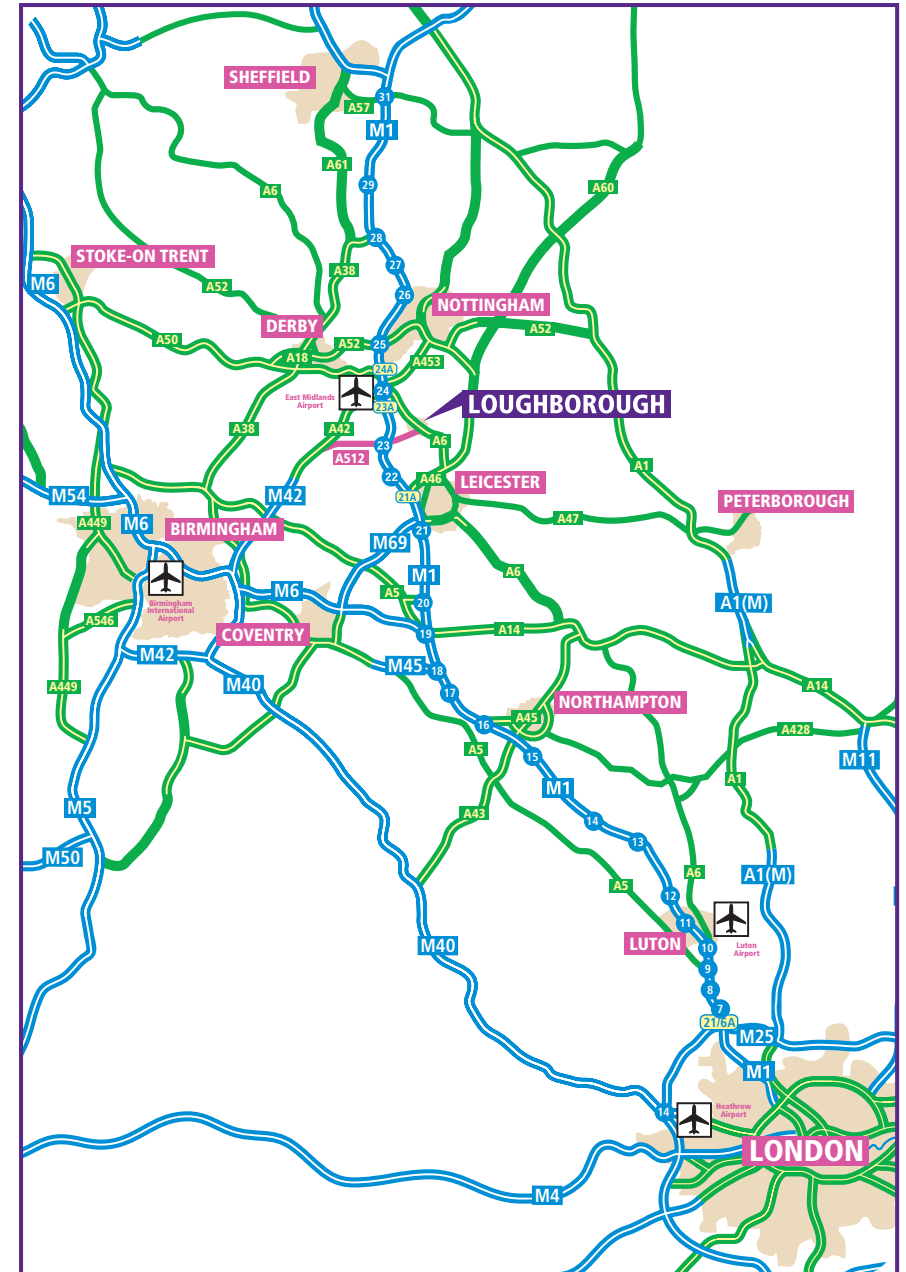 SHEFFIELD
31
A57
M1
A61
29
A6
A60
28
STOKE-ON TRENT
27
A38
M6
A52
26
NOTTINGHAM
DERBY
A52
A50
A52
25
A18
A453
24A
East Midlands
Airport
24
LOUGHBOROUGH
23A
A38
A42
A6
23
A512
A1
22
A46
LEICESTER
M54
M42
21A
PETERBOROUGH
A449
M6
BIRMINGHAM
A47
21
M69
M1
A6
Birmingham
International
Airport
M6
A5
20
A1(M)
A546
COVENTRY
19
A14
M42
M45
18
A449
M40
17
A14
NORTHAMPTON
16
A45
A428
A5
15
M11
A1
M1
M5
A43
14
13
M50
A5
A6
A1(M)
12
11
LUTON
M40
10
Luton
Airport
9
8
7
21/6A
M25
M1
14
Heathrow
Airport
LONDON
M4